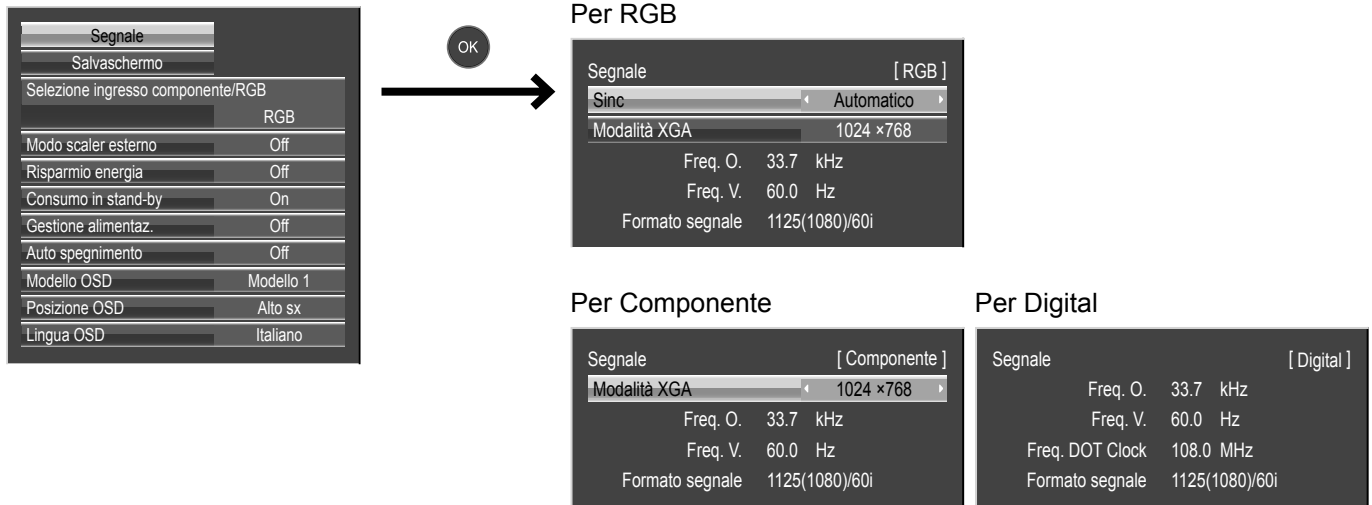 Segnale
Salvaschermo
Selezione ingresso componente/RGB
RGB
Modo scaler esterno Off
Risparmio energia Off
Consumo in stand-by On
Gestione alimentaz. Off
Auto spegnimento Off
Modello OSD Modello 1
Posizione OSD Alto sx
Lingua OSD Italiano
OK
Per RGB
Segnale [ RGB ]
Sinc Automatico
Modalità XGA 1024 ×768
Freq. O. 33.7 kHz
Freq. V. 60.0 Hz
Formato segnale 1125(1080)/60i
Per Componente
Segnale [ Componente ]
Modalità XGA 1024 ×768
Freq. O. 33.7 kHz
Freq. V. 60.0 Hz
Formato segnale 1125(1080)/60i
Per Digital
Segnale [ Digital ]
Freq. O. 33.7 kHz
Freq. V. 60.0 Hz
Freq. DOT Clock 108.0 MHz
Formato segnale 1125(1080)/60i